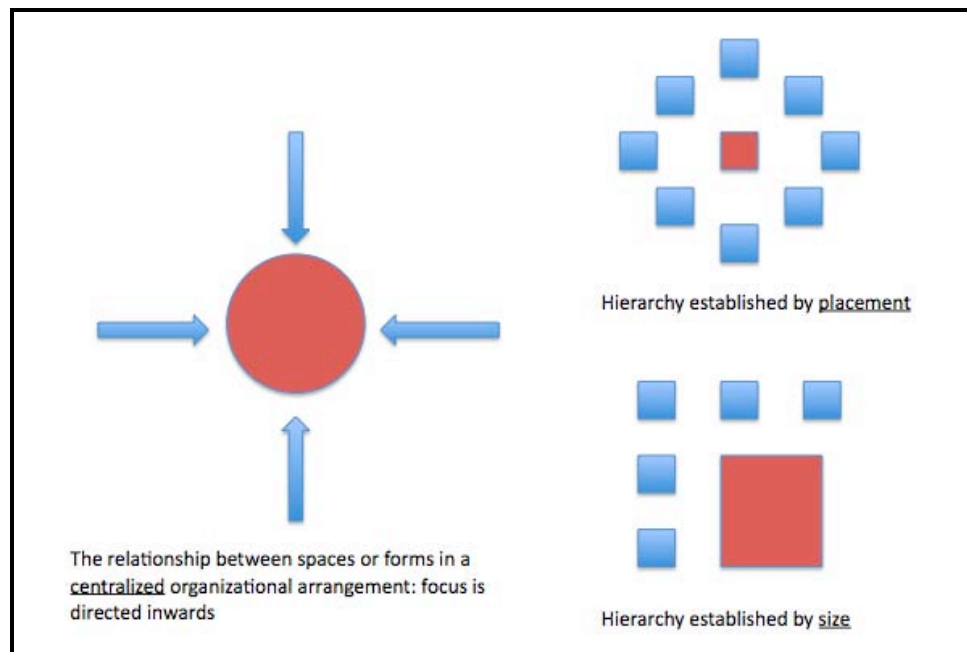 The relationship between spaces or forms in a
centralized organizational arrangement: focus is
directed inwards
Hierarchy established by placement
Hierarchy established by size